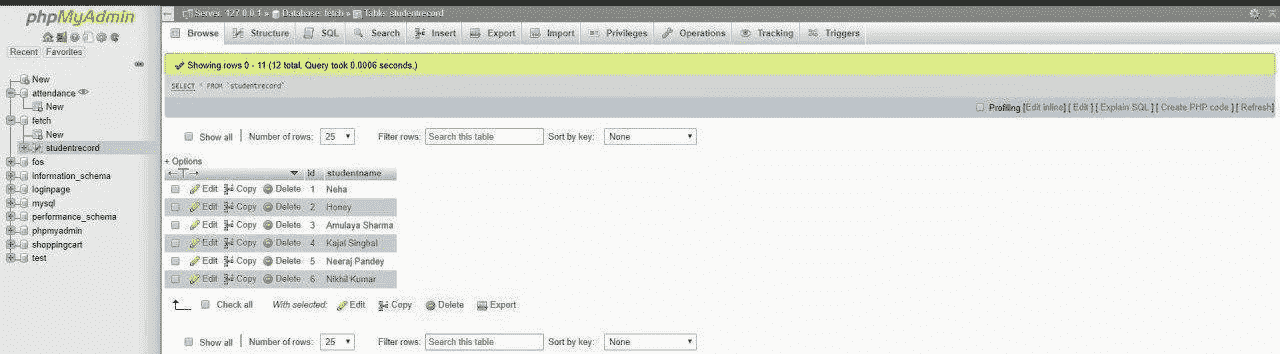 phpMyAdmin
Recent Favorites
New
attendance
New
fetch
New
studentrecord
fos
information_schema
loginpage
mysql
performance_schema
phpmyadmin
shoppingcart
test
Server: 127.0.0.1 » Database: fetch » Table: studentrecord
Browse Structure SQL Search Insert Export Import Privileges Operations Tracking Triggers
Showing rows 0 - 11 (12 total, Query took 0.0006 seconds.)
SELECT * FROM `studentrecord`
Profiling [Edit inline] [ Edit ] [ Explain SQL ] [ Create PHP code ] [ Refresh]
Show all | Number of rows: 25 Filter rows: Search this table Sort by key: None
+ Options
←T→ id studentname
Edit Copy Delete 1 Neha
Edit Copy Delete 2 Honey
Edit Copy Delete 3 Amulaya Sharma
Edit Copy Delete 4 Kajal Singhal
Edit Copy Delete 5 Neeraj Pandey
Edit Copy Delete 6 Nikhil Kumar
Check all With selected: Edit Copy Delete Export
Show all | Number of rows: 25 Filter rows: Search this table Sort by key: None